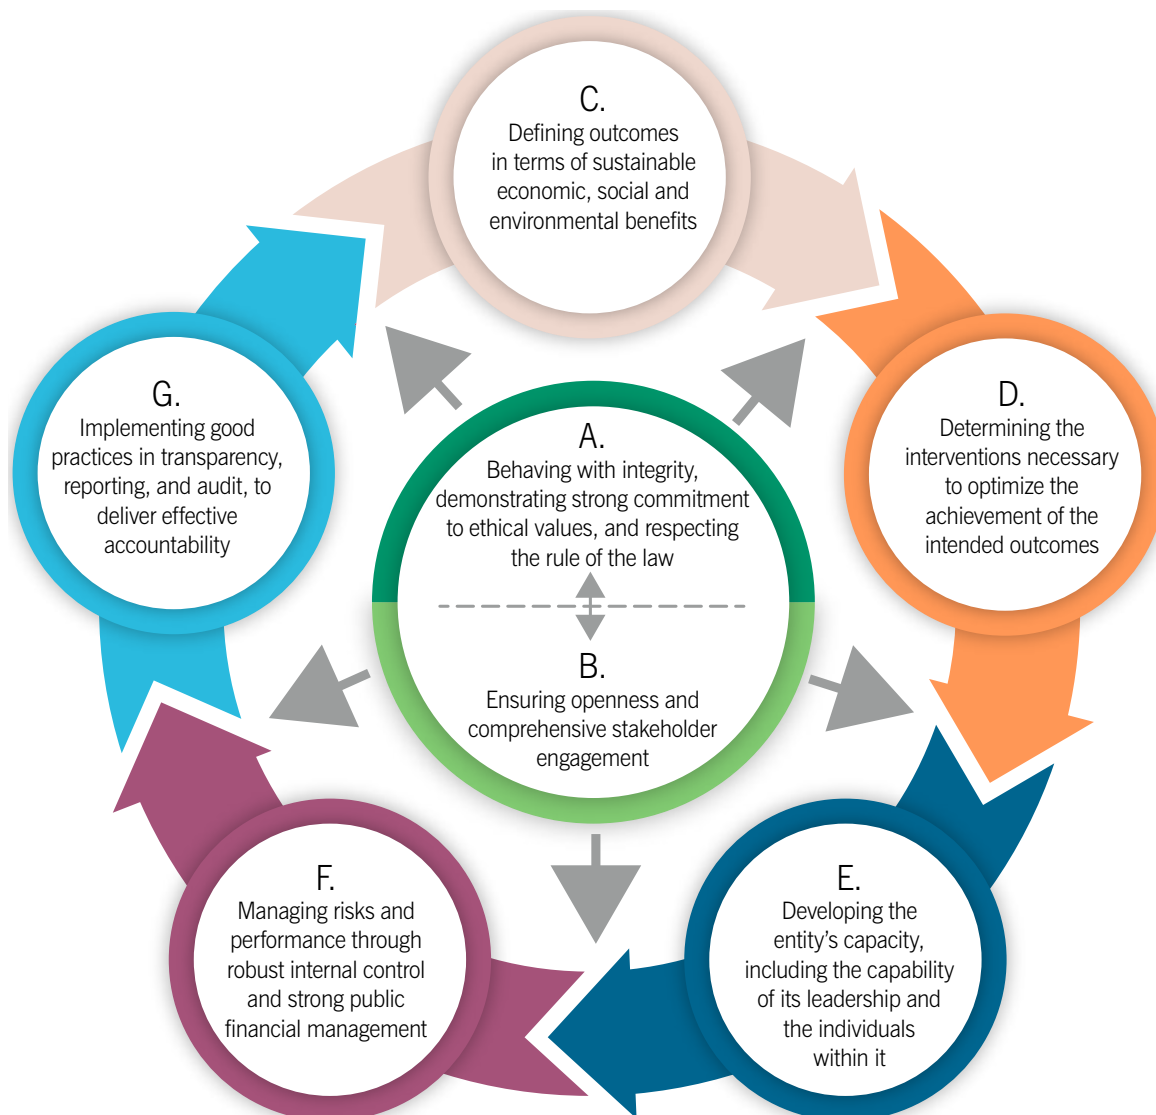 C.
Defining outcomes
in terms of sustainable
economic, social and
environmental benefits
G.
Implementing good
practices in transparency,
reporting, and audit, to
deliver effective
accountability
A.
Behaving with integrity,
demonstrating strong commitment
to ethical values, and respecting
the rule of the law
D.
Determining the
interventions necessary
to optimize the
achievement of the
intended outcomes
B.
Ensuring openness and
comprehensive stakeholder
engagement
F.
Managing risks and
performance through
robust internal control
and strong public
financial management
E.
Developing the
entity’s capacity,
including the capability
of its leadership and
the individuals
within it